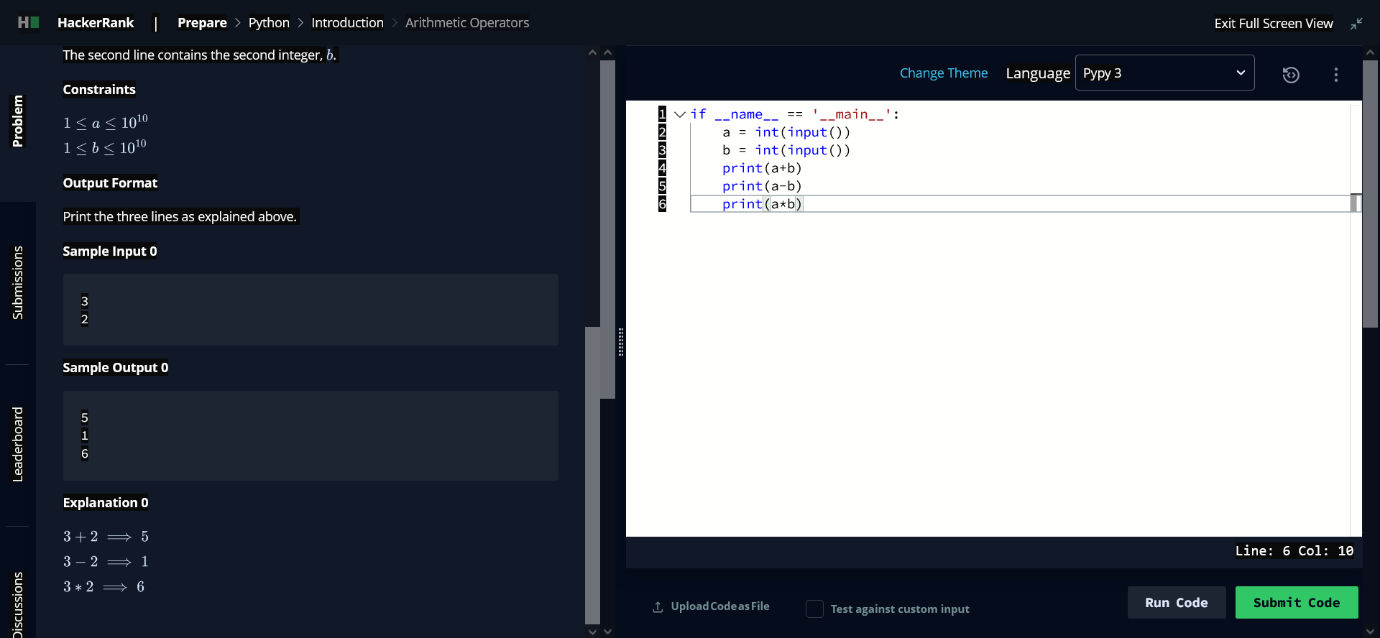 HackerRank | Prepare > Python > Introduction > Arithmetic Operators
Exit Full Screen View
Problem
Submissions
Leaderboard
Discussions
The second line contains the second integer, b.
Constraints
1 ≤ a ≤ 10¹⁰
1 ≤ b ≤ 10¹⁰
Output Format
Print the three lines as explained above.
Sample Input 0
3
2
Sample Output 0
5
1
6
Explanation 0
3 + 2 ⟹ 5
3 − 2 ⟹ 1
3 * 2 ⟹ 6
Change Theme Language Pypy 3
1 if __name__ == '__main__':
2 a = int(input())
3 b = int(input())
4 print(a+b)
5 print(a-b)
6 print(a*b)
Line: 6 Col: 10
Upload Code as File Test against custom input Run Code Submit Code